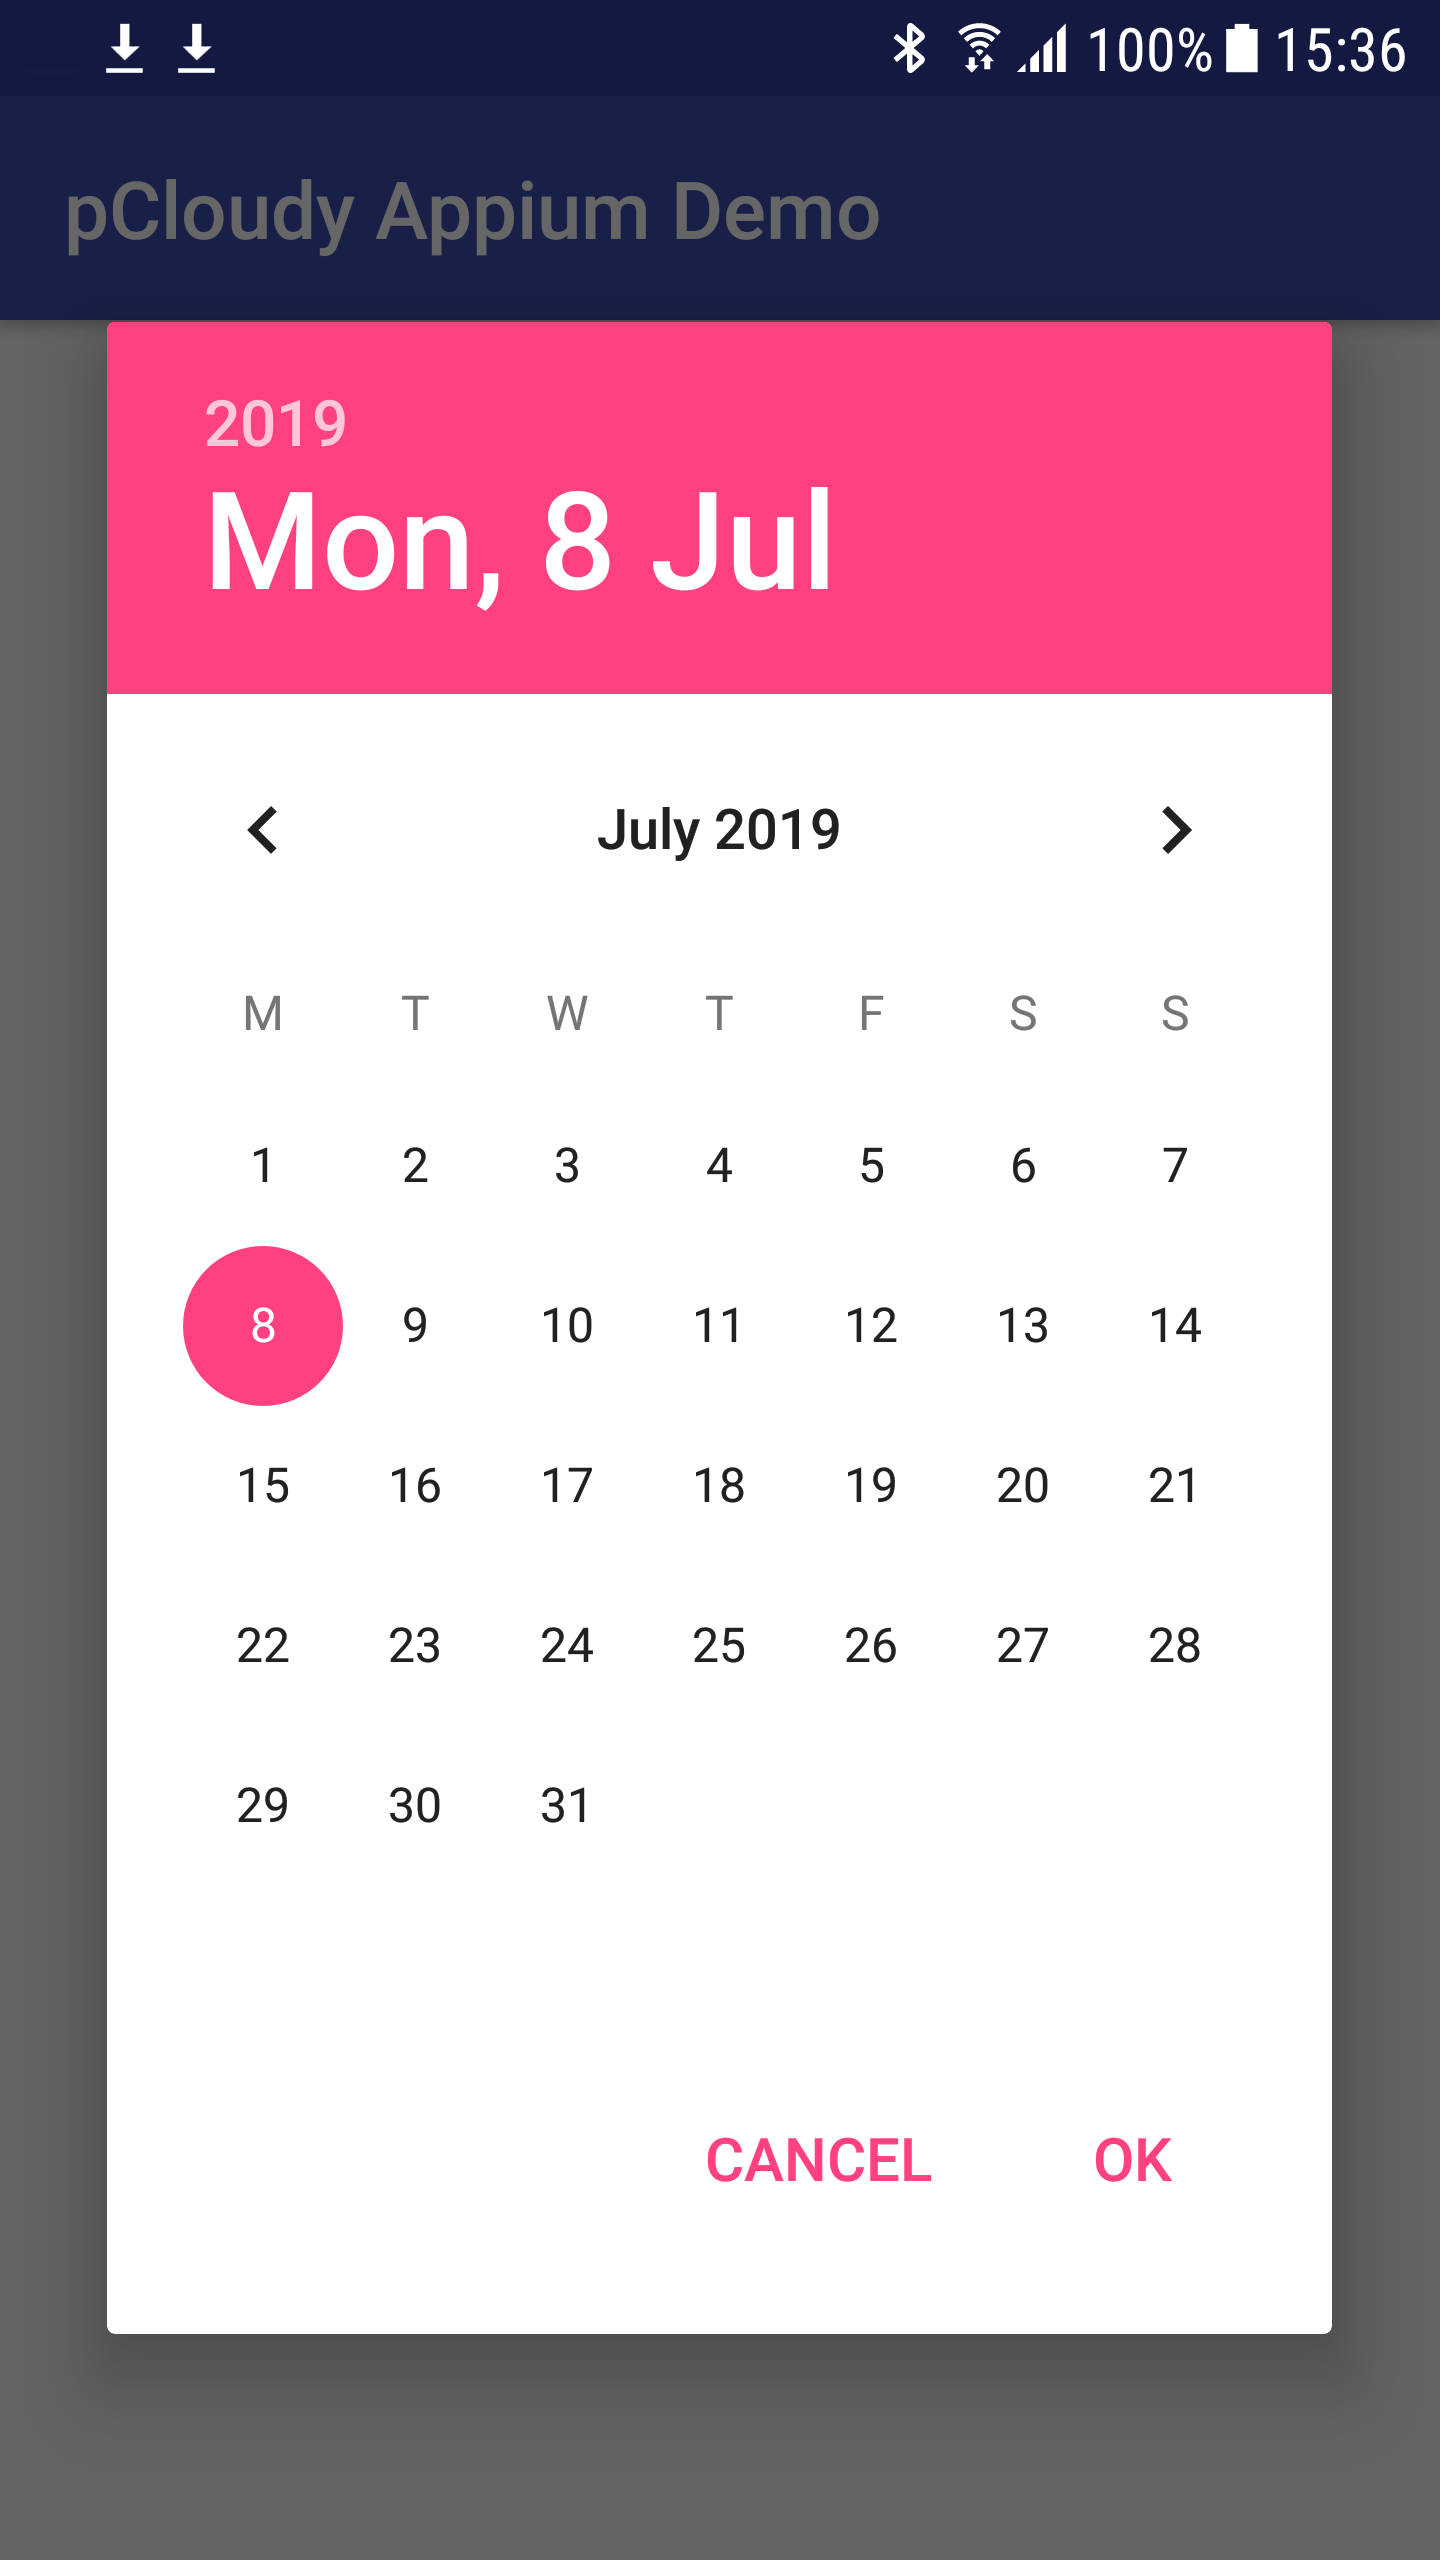 100% 15:36
pCloudy Appium Demo
2019
Mon, 8 Jul
July 2019
M T W T F S S
1 2 3 4 5 6 7
8 9 10 11 12 13 14
15 16 17 18 19 20 21
22 23 24 25 26 27 28
29 30 31
CANCEL OK